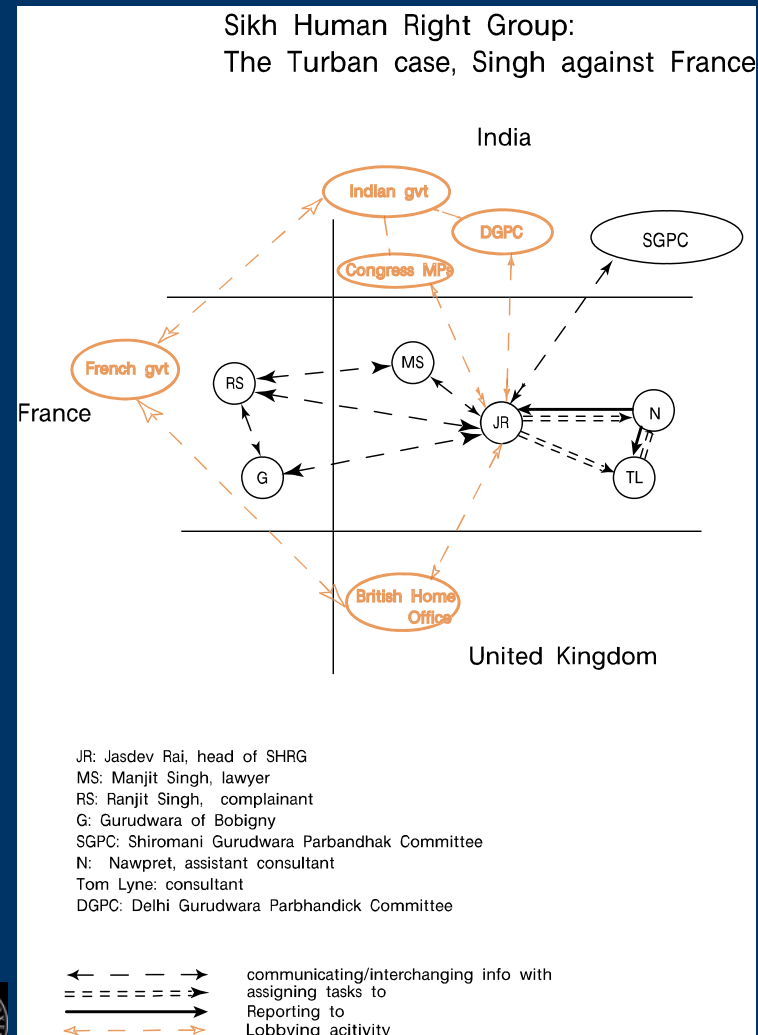 Sikh Human Right Group:
The Turban case, Singh against France
India
Indian gvt
DGPC
SGPC
Congress MPs
French gvt
RS
MS
France
JR
N
G
TL
British Home
Office
United Kingdom
JR: Jasdev Rai, head of SHRG
MS: Manjit Singh, lawyer
RS: Ranjit Singh, complainant
G: Gurudwara of Bobigny
SGPC: Shiromani Gurudwara Parbandhak Committee
N: Nawpret, assistant consultant
Tom Lyne: consultant
DGPC: Delhi Gurudwara Parbhandick Committee
communicating/interchanging info with
assigning tasks to
Reporting to
Lobbying acitivity